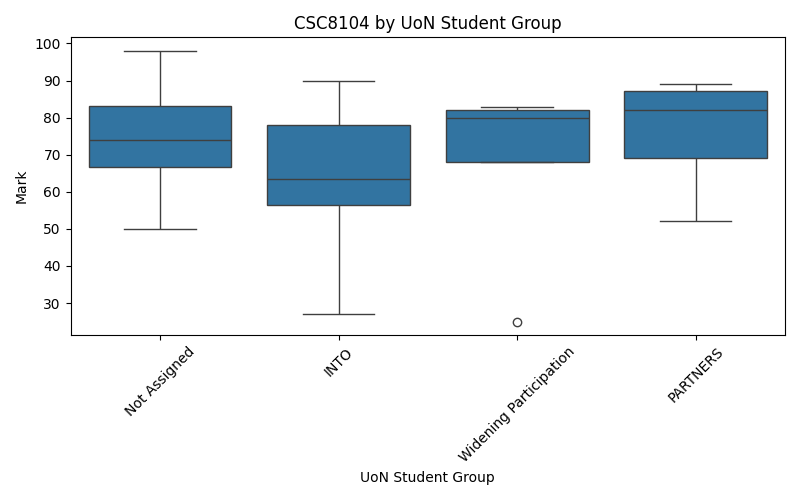 CSC8104 by UoN Student Group
100
90
80
70
60
50
40
30
Mark
Not Assigned
INTO
Widening Participation
PARTNERS
UoN Student Group